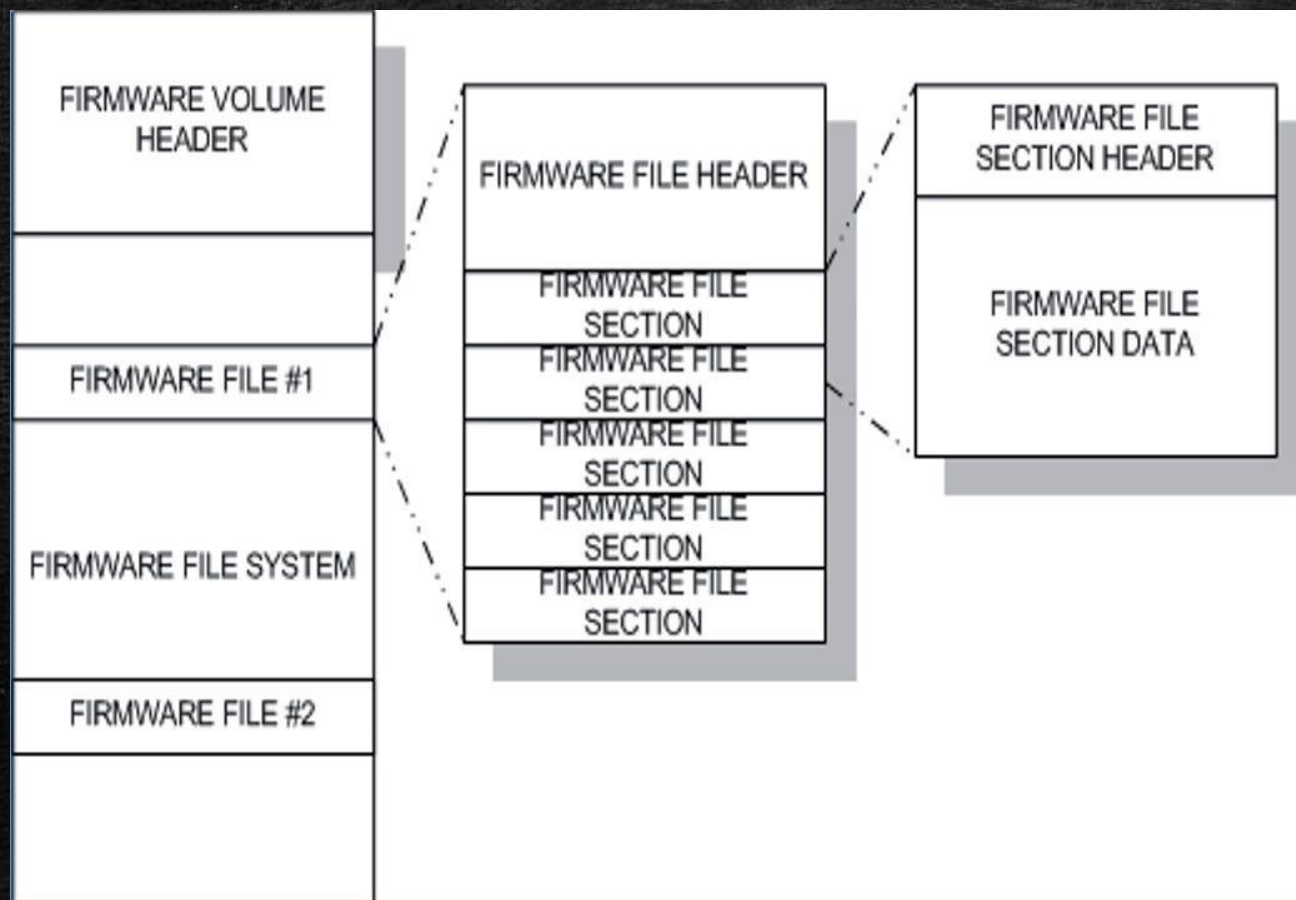 FIRMWARE VOLUME
HEADER
FIRMWARE FILE #1
FIRMWARE FILE SYSTEM
FIRMWARE FILE #2
FIRMWARE FILE HEADER
FIRMWARE FILE
SECTION
FIRMWARE FILE
SECTION
FIRMWARE FILE
SECTION
FIRMWARE FILE
SECTION
FIRMWARE FILE
SECTION
FIRMWARE FILE
SECTION HEADER
FIRMWARE FILE
SECTION DATA